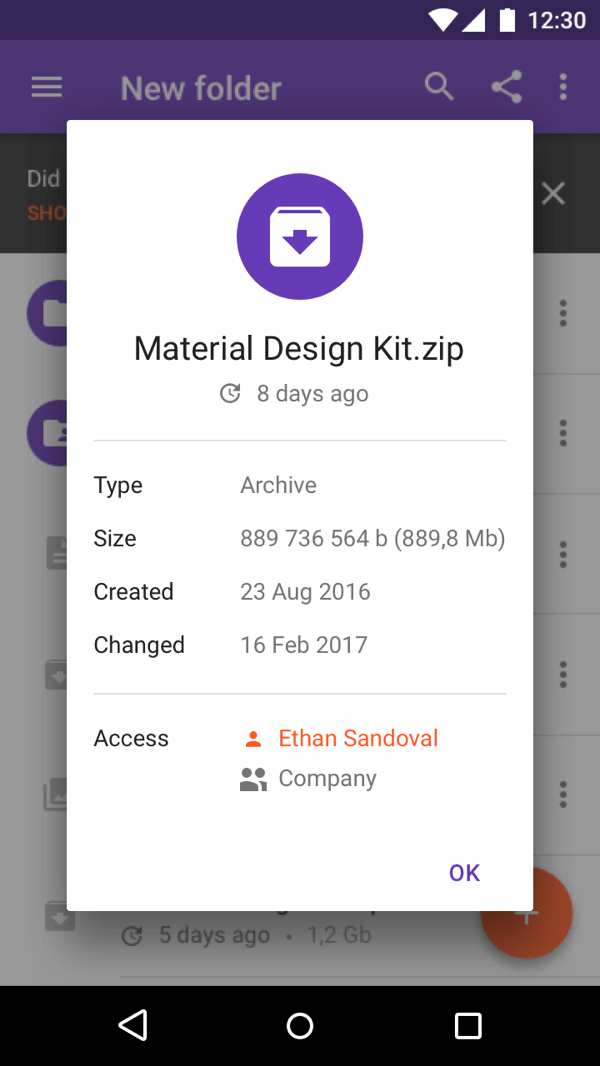 12:30
New folder
Did
SHO
Material Design Kit.zip
8 days ago
Type Archive
Size 889 736 564 b (889,8 Mb)
Created 23 Aug 2016
Changed 16 Feb 2017
Access Ethan Sandoval
Company
OK
5 days ago • 1,2 Gb